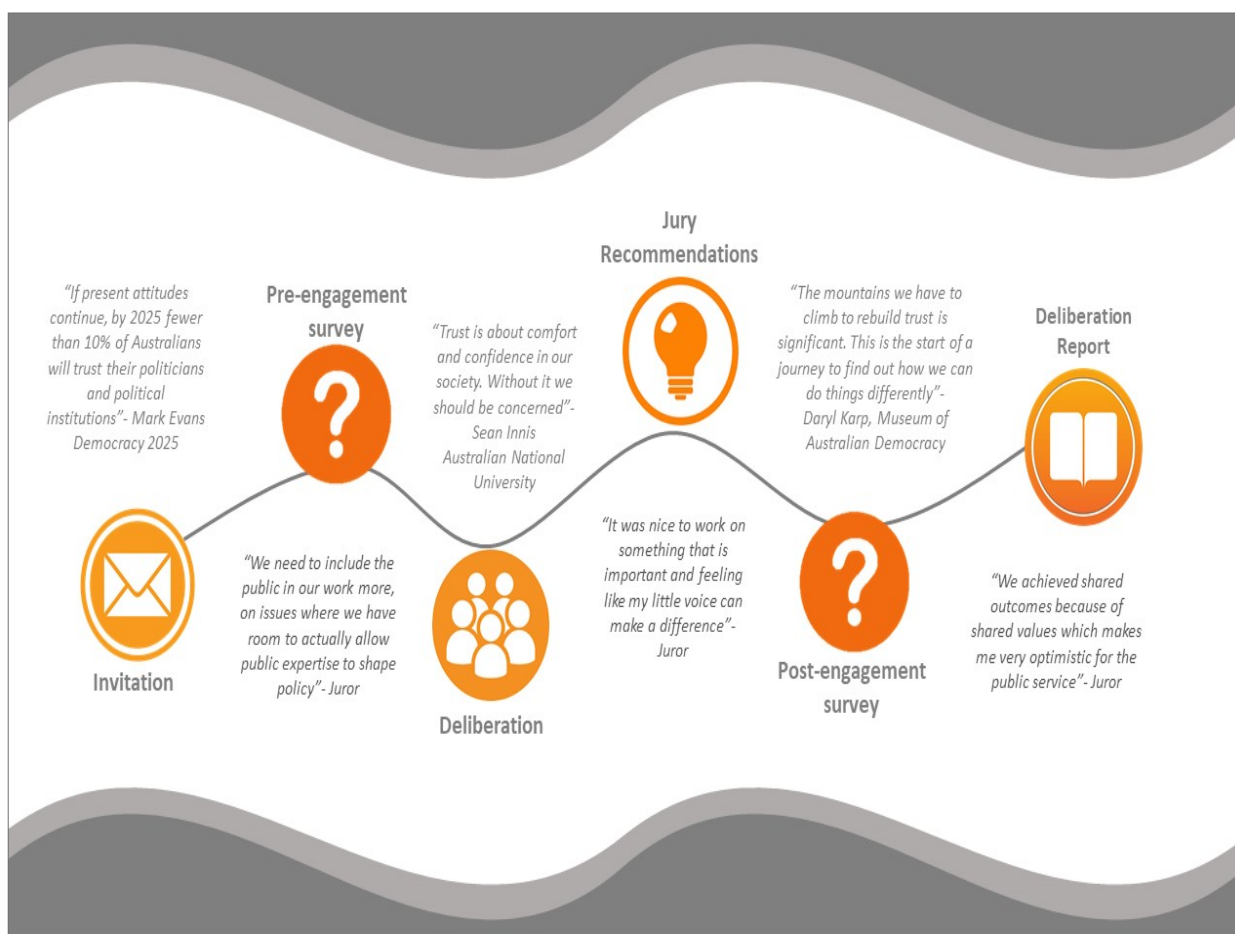 "If present attitudes
continue, by 2025 fewer
than 10% of Australians
will trust their politicians
and political
institutions"- Mark Evans
Democracy 2025
Invitation
Pre-engagement
survey
"We need to include the
public in our work more,
on issues where we have
room to actually allow
public expertise to shape
policy"- Juror
"Trust is about comfort
and confidence in our
society. Without it we
should be concerned"-
Sean Innis
Australian National
University
Deliberation
Jury
Recommendations
"It was nice to work on
something that is
important and feeling
like my little voice can
make a difference"-
Juror
"The mountains we have to
climb to rebuild trust is
significant. This is the start of a
journey to find out how we can
do things differently"-
Daryl Karp, Museum of
Australian Democracy
Post-engagement
survey
Deliberation
Report
"We achieved shared
outcomes because of
shared values which makes
me very optimistic for the
public service"- Juror